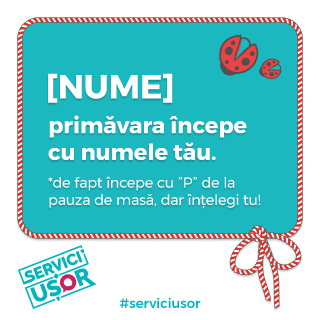 [NUME]
primăvara începe
cu numele tău.
*de fapt începe cu "P" de la
pauza de masă, dar înțelegi tu!
SERVICI
UȘOR
#serviciusor